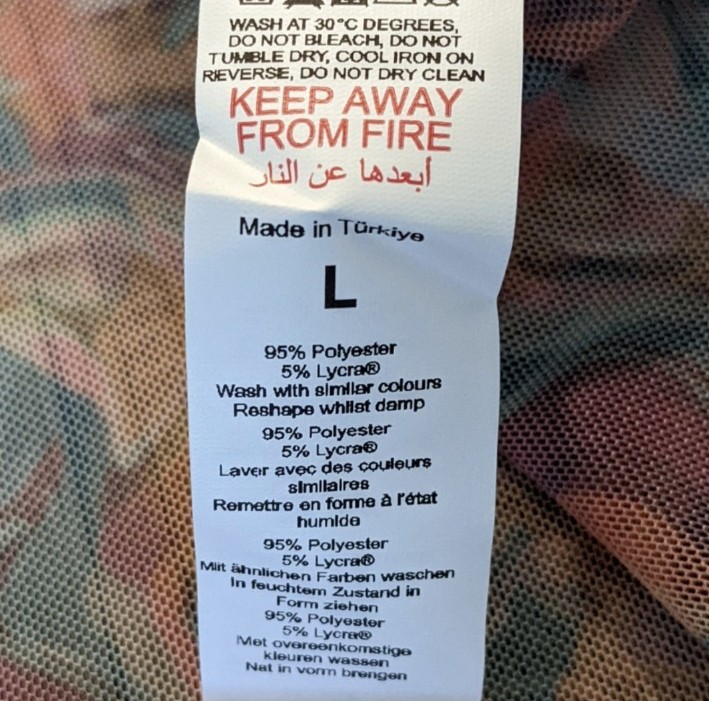 WASH AT 30°C DEGREES,
DO NOT BLEACH, DO NOT
TUMBLE DRY, COOL IRON ON
REVERSE, DO NOT DRY CLEAN
KEEP AWAY
FROM FIRE
أبعدها عن النار
Made in Türkiye
L
95% Polyester
5% Lycra®
Wash with similar colours
Reshape whilst damp
95% Polyester
5% Lycra®
Laver avec des couleurs
similaires
Remettre en forme à l'état
humide
95% Polyester
5% Lycra®
Mit ähnlichen Farben waschen
In feuchtem Zustand in
Form ziehen
95% Polyester
5% Lycra®
Met overeenkomstige
kleuren wassen
Nat in vorm brengen